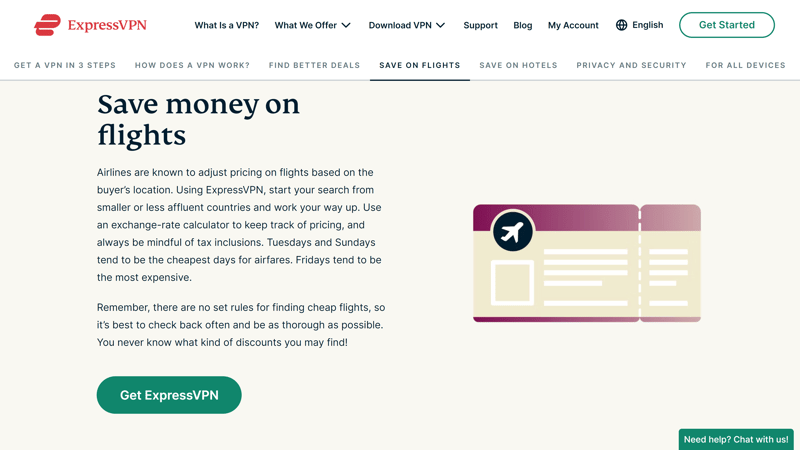 ExpressVPN
What Is a VPN?
What We Offer
Download VPN
Support
Blog
My Account
English
Get Started
GET A VPN IN 3 STEPS
HOW DOES A VPN WORK?
FIND BETTER DEALS
SAVE ON FLIGHTS
SAVE ON HOTELS
PRIVACY AND SECURITY
FOR ALL DEVICES
Save money on
flights
Airlines are known to adjust pricing on flights based on the
buyer’s location. Using ExpressVPN, start your search from
smaller or less affluent countries and work your way up. Use
an exchange-rate calculator to keep track of pricing, and
always be mindful of tax inclusions. Tuesdays and Sundays
tend to be the cheapest days for airfares. Fridays tend to be
the most expensive.
Remember, there are no set rules for finding cheap flights, so
it’s best to check back often and be as thorough as possible.
You never know what kind of discounts you may find!
Get ExpressVPN
Need help? Chat with us!